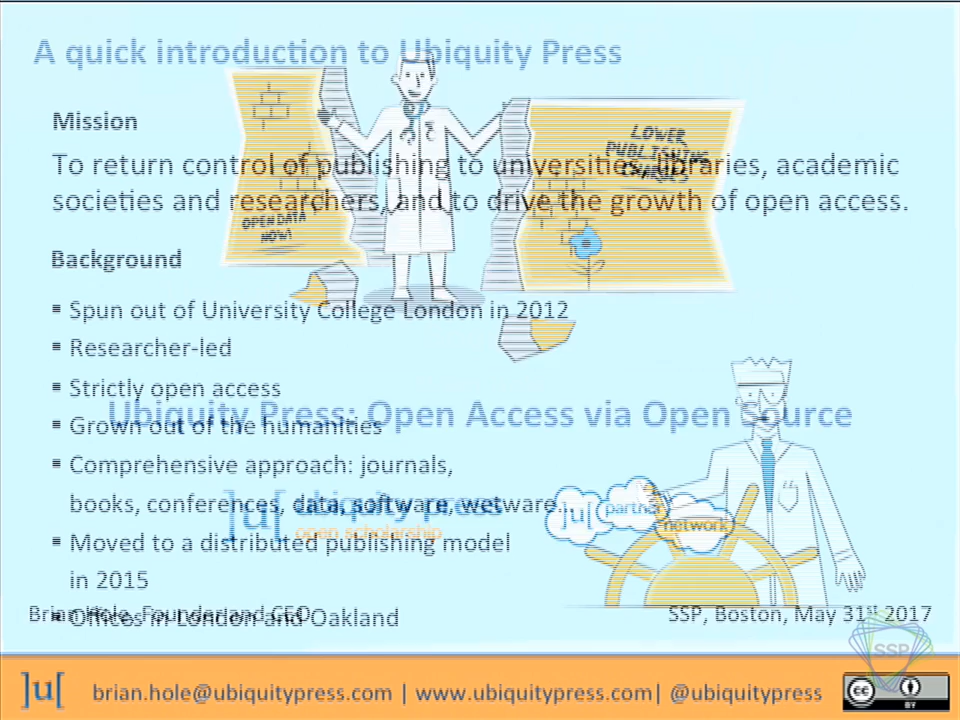 A quick introduction to Ubiquity Press
Mission
LOWER
PUBLISHING
CHARGES
To return control of publishing to universities, libraries, academic
societies and researchers, and to drive the growth of open access.
OPEN DATA
NOW!
Background
▪ Spun out of University College London in 2012
▪ Researcher-led
▪ Strictly open access
Ubiquity Press: Open Access via Open Source
▪ Grown out of the humanities
▪ Comprehensive approach: journals,
books, conferences, data, software, wetware...
]u[ ubiquity press
open scholarship
]u[ partner
network
▪ Moved to a distributed publishing model
in 2015
Brian Hole, Founder and CEO
▪ Offices in London and Oakland
SSP, Boston, May 31st 2017
SSP
]u[ brian.hole@ubiquitypress.com | www.ubiquitypress.com| @ubiquitypress
cc BY